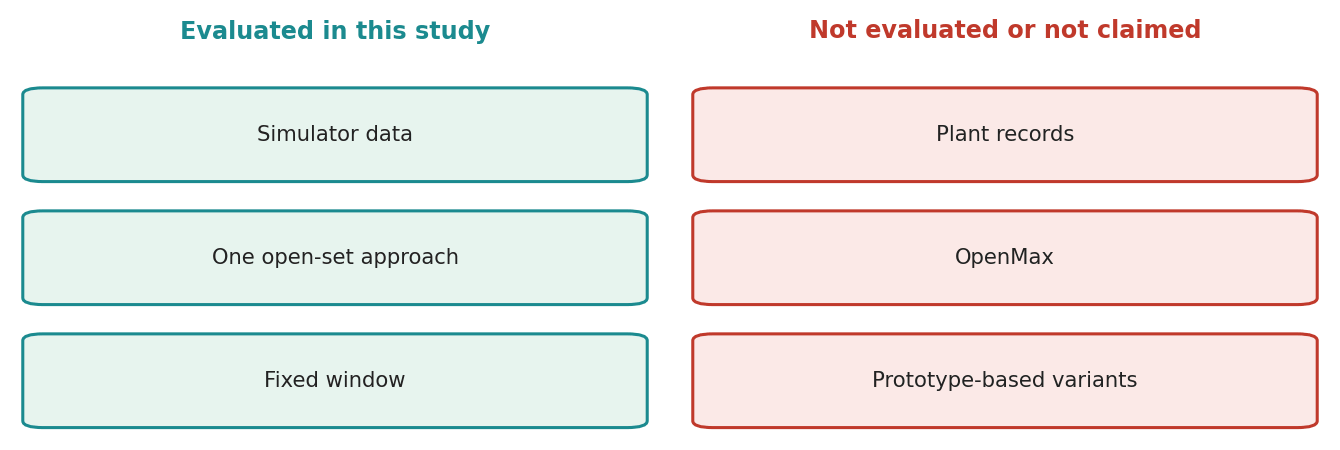 Evaluated in this study
Not evaluated or not claimed
Simulator data
Plant records
One open-set approach
OpenMax
Fixed window
Prototype-based variants